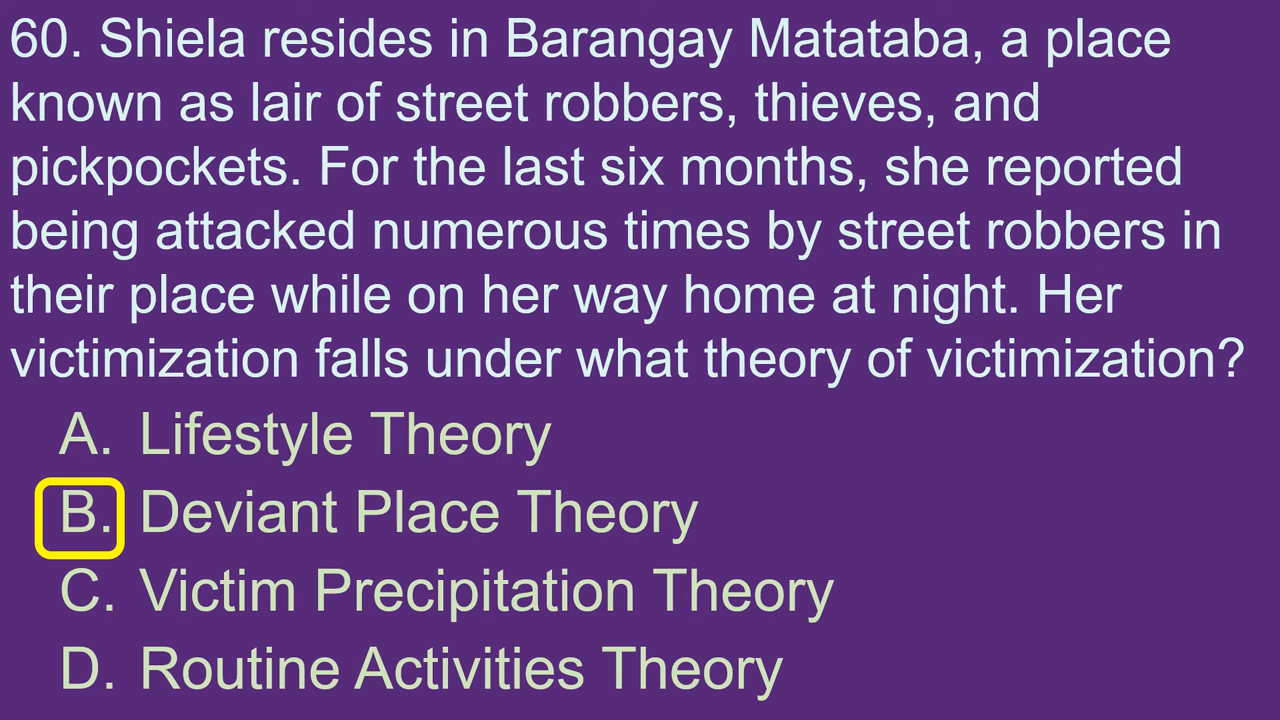 60. Shiela resides in Barangay Matataba, a place
known as lair of street robbers, thieves, and
pickpockets. For the last six months, she reported
being attacked numerous times by street robbers in
their place while on her way home at night. Her
victimization falls under what theory of victimization?
A. Lifestyle Theory
B. Deviant Place Theory
C. Victim Precipitation Theory
D. Routine Activities Theory